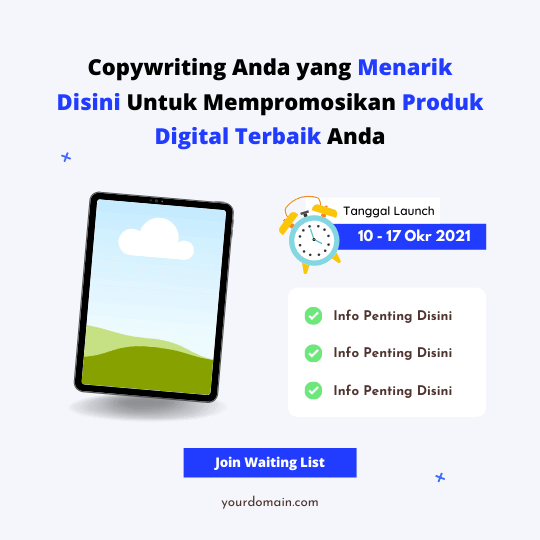 Copywriting Anda yang Menarik
Disini Untuk Mempromosikan Produk
Digital Terbaik Anda
Tanggal Launch
10 - 17 Okr 2021
Info Penting Disini
Info Penting Disini
Info Penting Disini
Join Waiting List
yourdomain.com